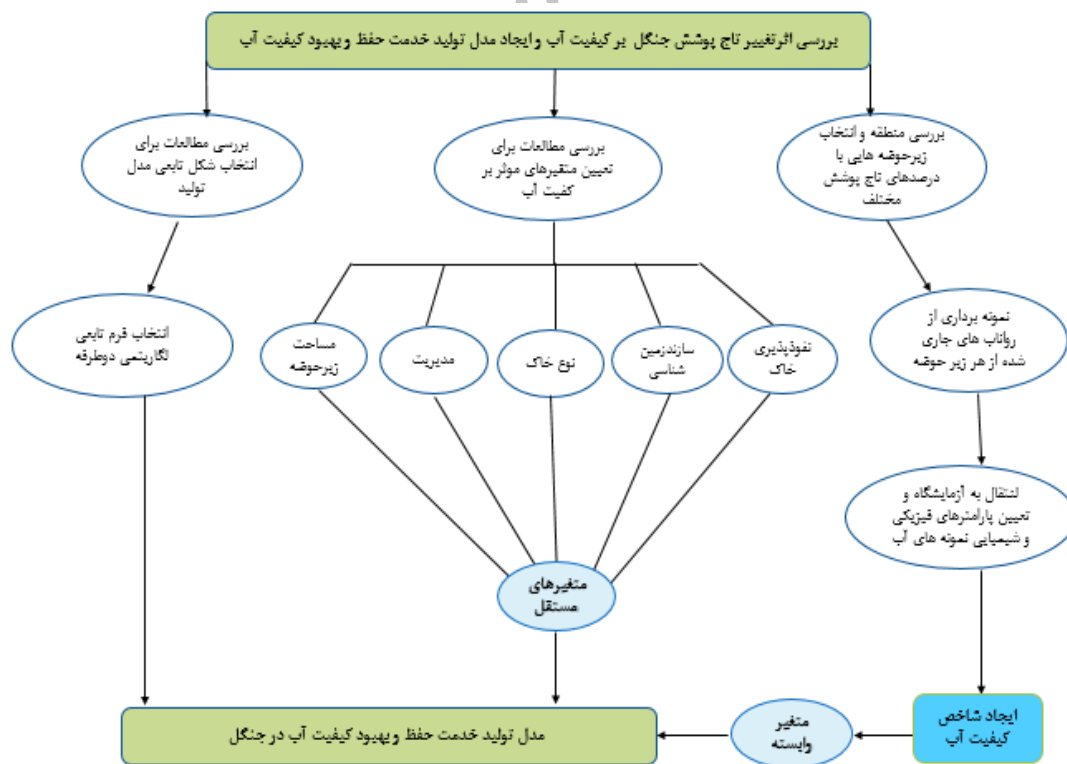 بررسی اثرتغییر تاج پوشش جنگل بر کیفیت آب و ایجاد مدل تولید خدمت حفظ و بهبود کیفیت آب
بررسی منطقه و انتخاب
زیرحوضه هایی با
درصدهای تاج پوشش
مختلف
بررسی مطالعات برای
تعیین متقیرهای موثر بر
کفیت آب
بررسی مطالعات برای
انتخاب شکل تابعی مدل
تولید
نمونه برداری از
رواناب های جاری
شده از هر زیر حوضه
نفوذپذیری
خاک
سازندزمین
شناسی
نوع خاک
مدیریت
مساحت
زیرحوضه
انتخاب فرم تابعی
لگاریتمی دوطرفه
انتقال به آزمایشگاه و
تعیین پارامترهای فیزیکی
و شیمیایی نمونه های آب
متغیرهای
مستقل
ایجاد شاخص
کیفیت آب
متغیر
وابسته
مدل تولید خدمت حفظ و بهبود کیفیت آب در جنگل